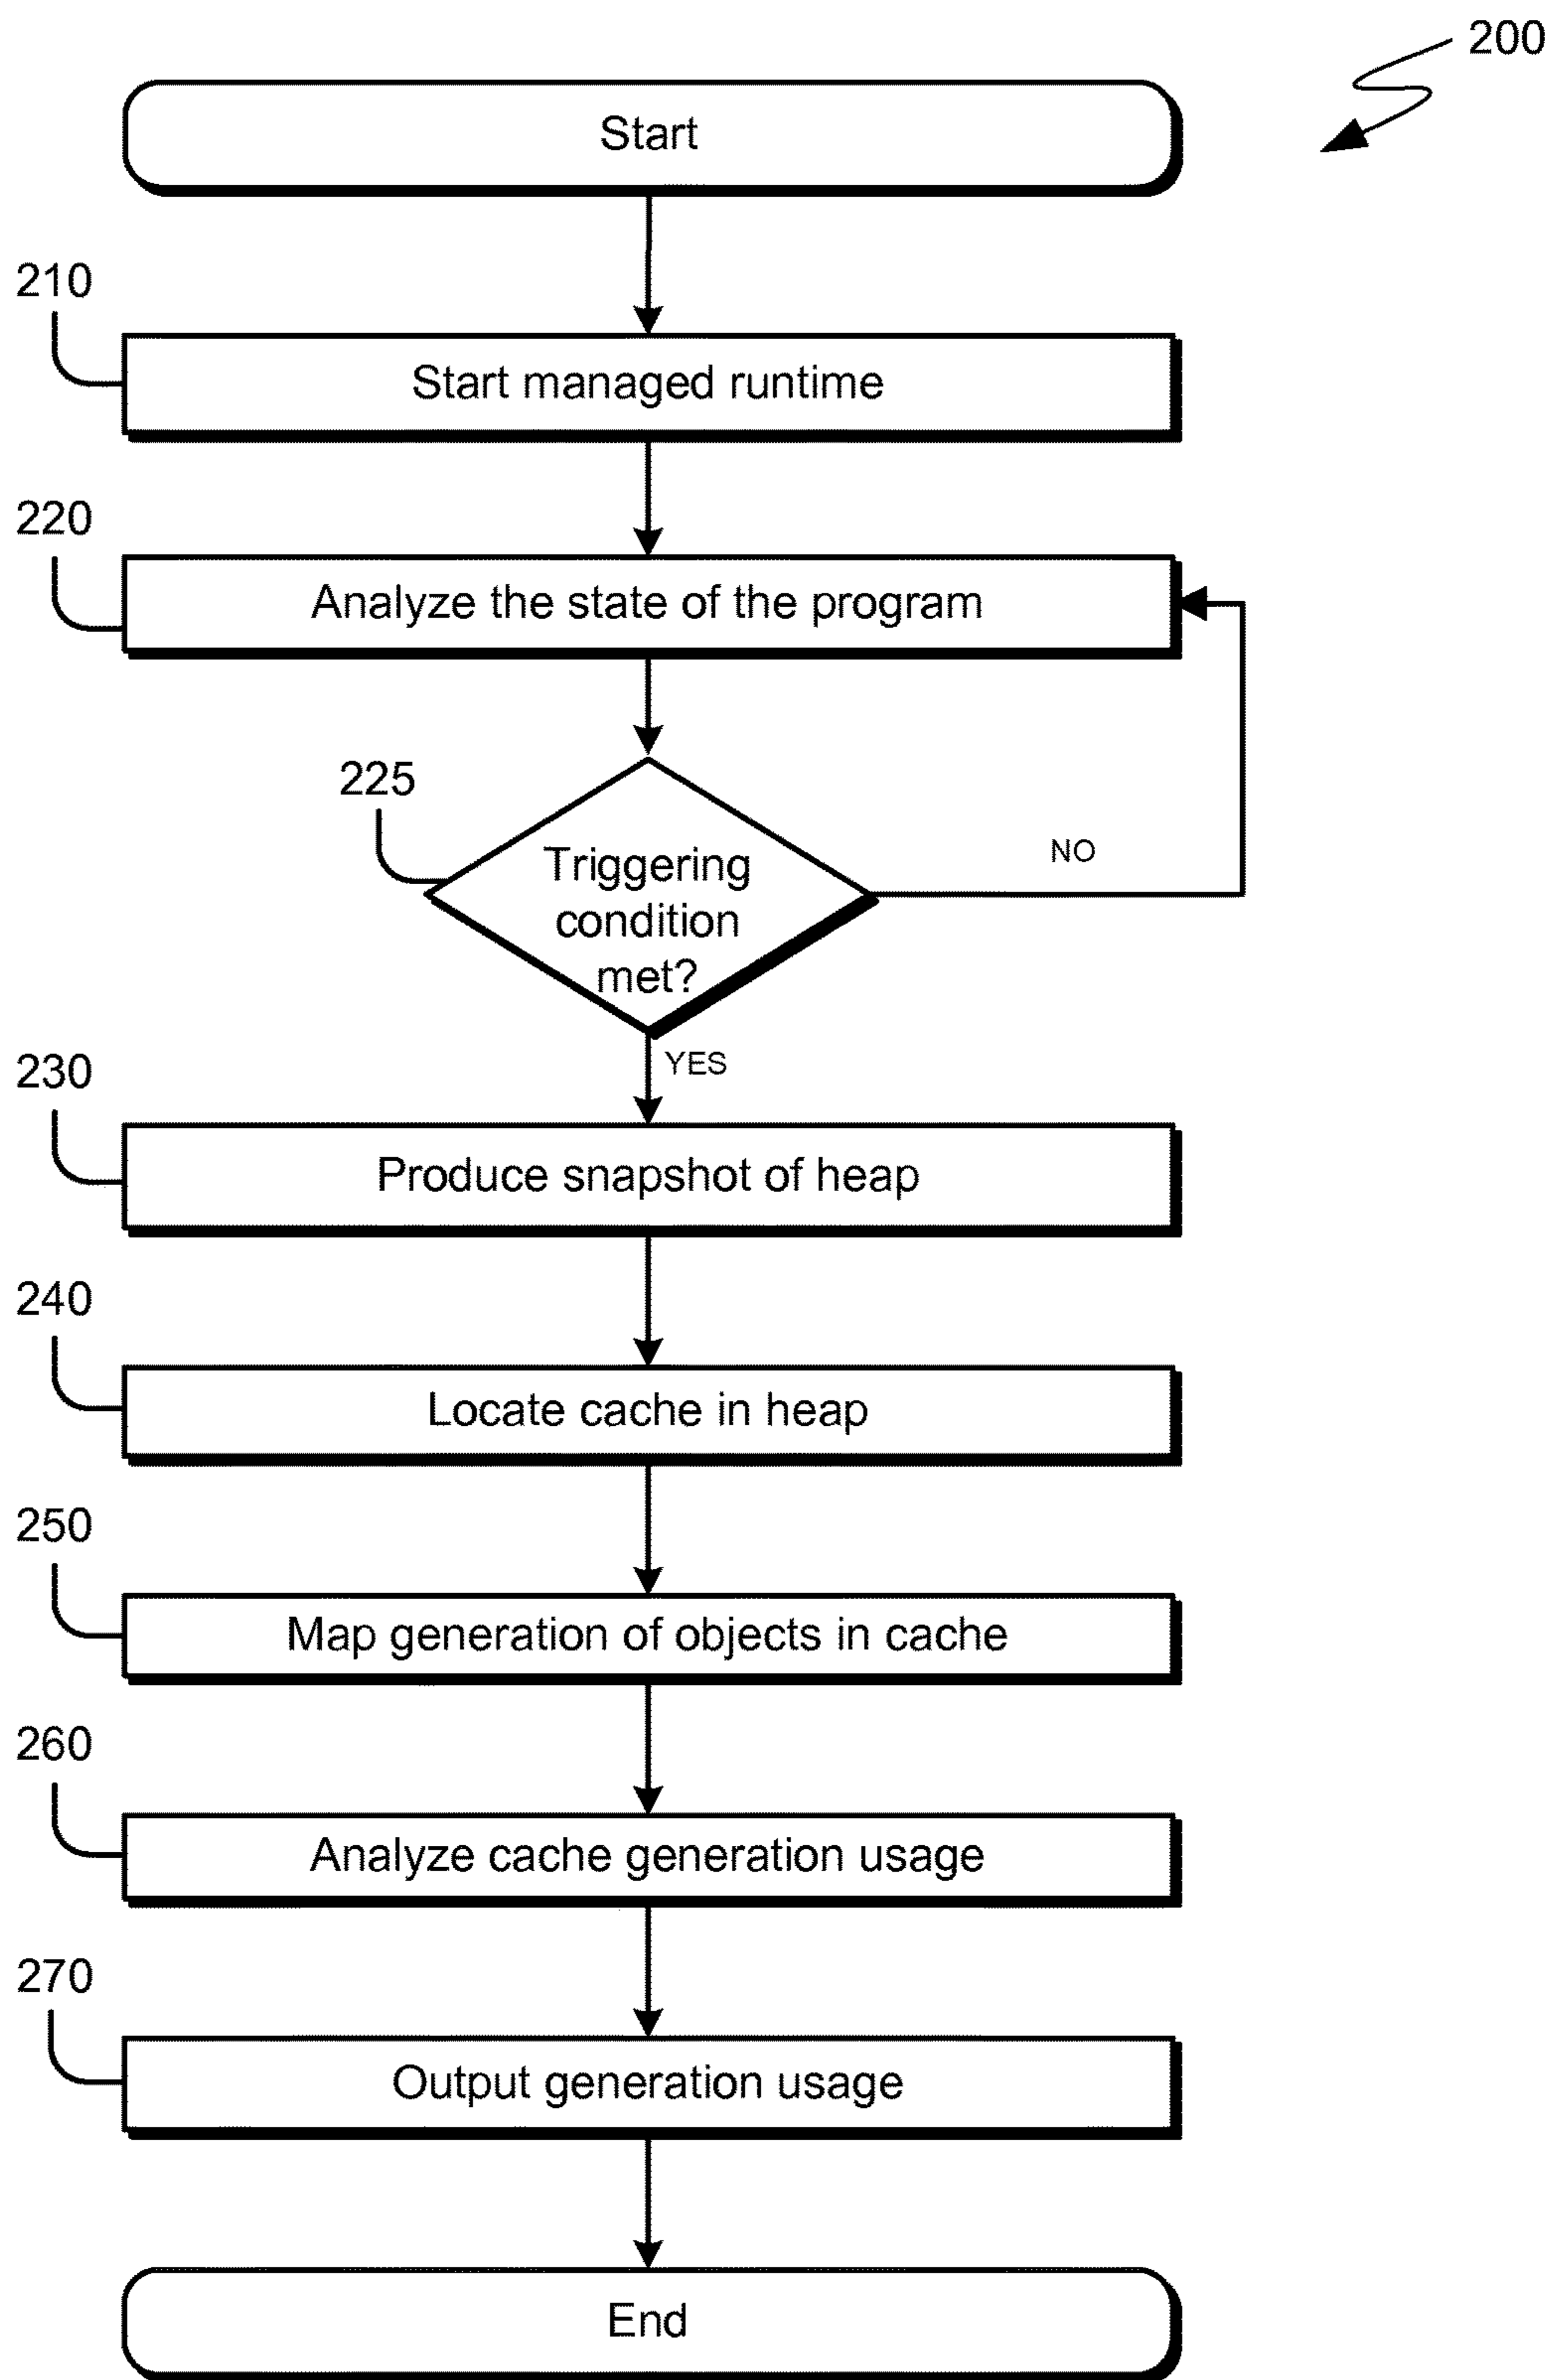 200
Start
210
Start managed runtime
220
Analyze the state of the program
225
Triggering
condition
met?
NO
YES
230
Produce snapshot of heap
240
Locate cache in heap
250
Map generation of objects in cache
260
Analyze cache generation usage
270
Output generation usage
End